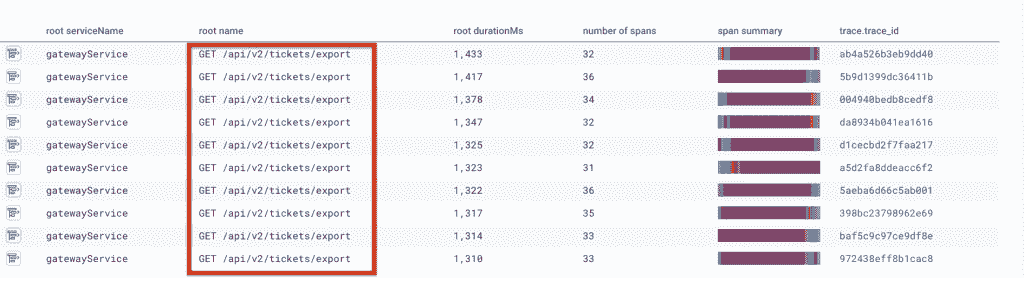 root serviceName root name root durationMs number of spans span summary trace.trace_id
gatewayService GET /api/v2/tickets/export 1,433 32 ab4a526b3eb9dd40
gatewayService GET /api/v2/tickets/export 1,417 36 5b9d1399dc36411b
gatewayService GET /api/v2/tickets/export 1,378 34 004940bedb8cedf8
gatewayService GET /api/v2/tickets/export 1,347 32 da8934b041ea1616
gatewayService GET /api/v2/tickets/export 1,325 32 d1cecbd2f7faa217
gatewayService GET /api/v2/tickets/export 1,323 31 a5d2fa8ddeacc6f2
gatewayService GET /api/v2/tickets/export 1,322 36 5aeba6d66c5ab001
gatewayService GET /api/v2/tickets/export 1,317 35 398bc23798962e69
gatewayService GET /api/v2/tickets/export 1,314 33 baf5c9c97ce9df8e
gatewayService GET /api/v2/tickets/export 1,310 33 972438eff8b1cac8